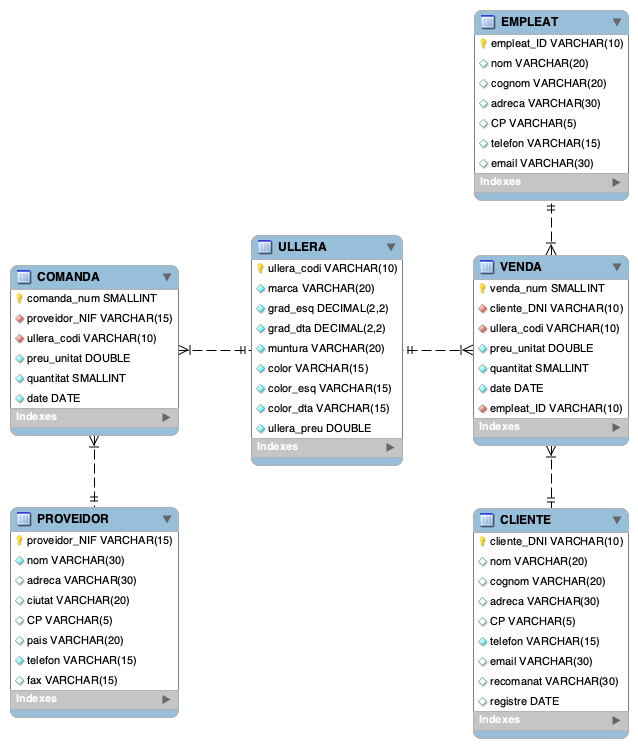 EMPLEAT
empleat_ID VARCHAR(10)
nom VARCHAR(20)
cognom VARCHAR(20)
adreca VARCHAR(30)
CP VARCHAR(5)
telefon VARCHAR(15)
email VARCHAR(30)
Indexes
ULLERA
ullera_codi VARCHAR(10)
marca VARCHAR(20)
grad_esq DECIMAL(2,2)
grad_dta DECIMAL(2,2)
muntura VARCHAR(20)
color VARCHAR(15)
color_esq VARCHAR(15)
color_dta VARCHAR(15)
ullera_preu DOUBLE
Indexes
VENDA
venda_num SMALLINT
cliente_DNI VARCHAR(10)
ullera_codi VARCHAR(10)
preu_unitat DOUBLE
quantitat SMALLINT
date DATE
empleat_ID VARCHAR(10)
Indexes
COMANDA
comanda_num SMALLINT
proveidor_NIF VARCHAR(15)
ullera_codi VARCHAR(10)
preu_unitat DOUBLE
quantitat SMALLINT
date DATE
Indexes
PROVEIDOR
proveidor_NIF VARCHAR(15)
nom VARCHAR(30)
adreca VARCHAR(30)
ciutat VARCHAR(20)
CP VARCHAR(5)
pais VARCHAR(20)
telefon VARCHAR(15)
fax VARCHAR(15)
Indexes
CLIENTE
cliente_DNI VARCHAR(10)
nom VARCHAR(20)
cognom VARCHAR(20)
adreca VARCHAR(30)
CP VARCHAR(5)
telefon VARCHAR(15)
email VARCHAR(30)
recomanat VARCHAR(30)
registre DATE
Indexes